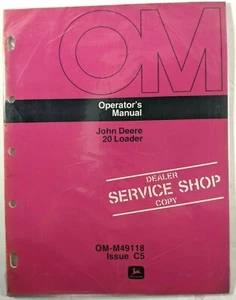 OM
Operator's
Manual
John Deere
20 Loader
DEALER
SERVICE SHOP
COPY
OM-M49118
Issue C5